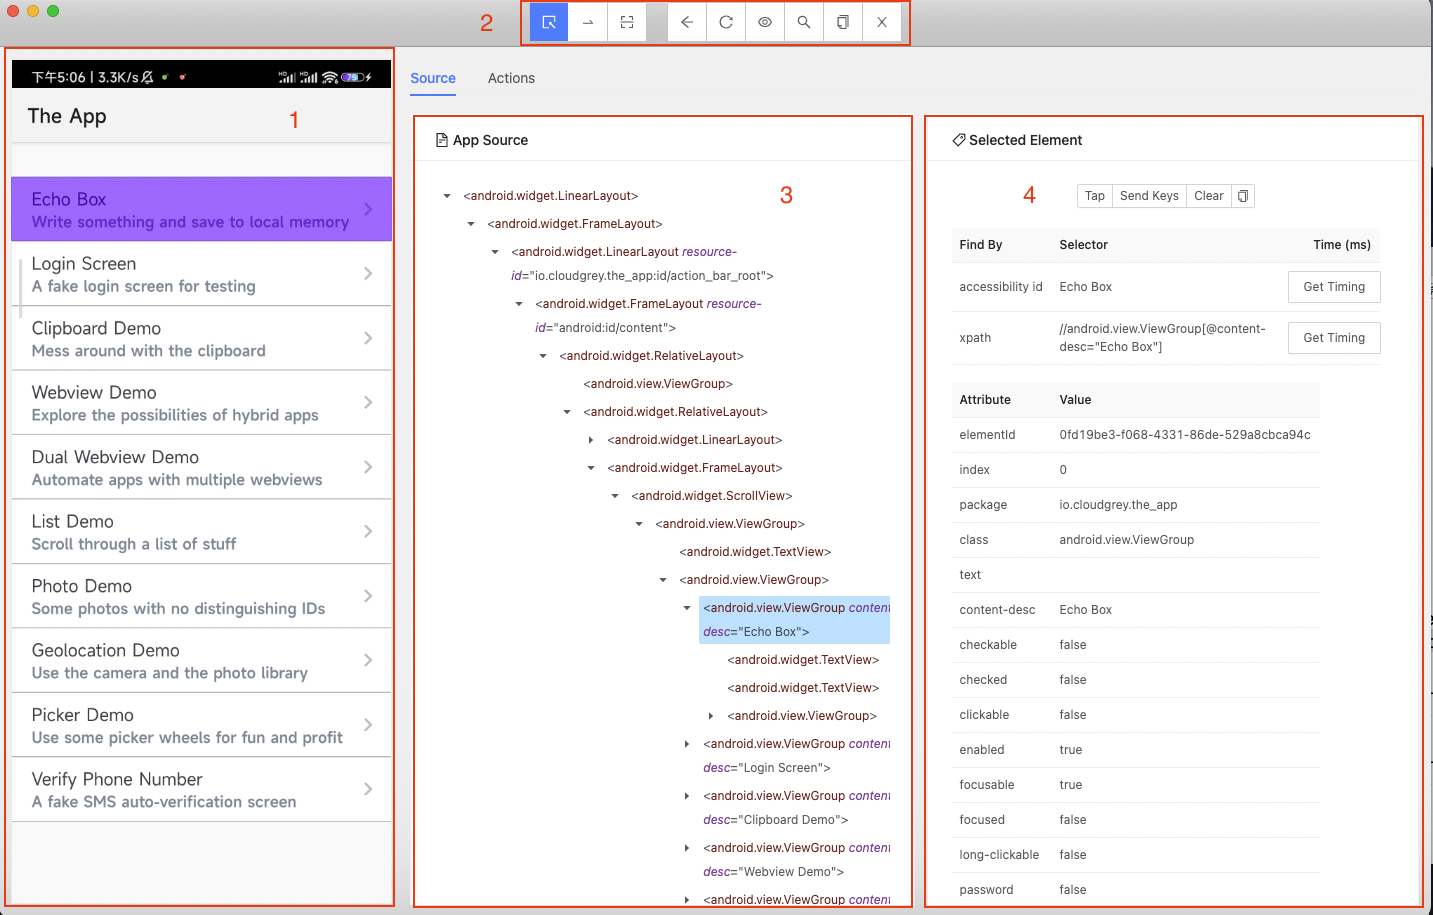 2
下午5:06 | 3.3K/s
HD
HD
75
The App
1
Echo Box
Write something and save to local memory
Login Screen
A fake login screen for testing
Clipboard Demo
Mess around with the clipboard
Webview Demo
Explore the possibilities of hybrid apps
Dual Webview Demo
Automate apps with multiple webviews
List Demo
Scroll through a list of stuff
Photo Demo
Some photos with no distinguishing IDs
Geolocation Demo
Use the camera and the photo library
Picker Demo
Use some picker wheels for fun and profit
Verify Phone Number
A fake SMS auto-verification screen
Source
Actions
App Source
3
<android.widget.LinearLayout>
<android.widget.FrameLayout>
<android.widget.LinearLayout resource-
id="io.cloudgrey.the_app:id/action_bar_root">
<android.widget.FrameLayout resource-
id="android:id/content">
<android.widget.RelativeLayout>
<android.view.ViewGroup>
<android.widget.RelativeLayout>
<android.widget.LinearLayout>
<android.widget.FrameLayout>
<android.widget.ScrollView>
<android.view.ViewGroup>
<android.widget.TextView>
<android.view.ViewGroup>
<android.view.ViewGroup content
desc="Echo Box">
<android.widget.TextView>
<android.widget.TextView>
<android.view.ViewGroup>
<android.view.ViewGroup content
desc="Login Screen">
<android.view.ViewGroup content
desc="Clipboard Demo">
<android.view.ViewGroup content
desc="Webview Demo">
<android.view.ViewGroup content
Selected Element
4
Tap Send Keys Clear
Find By Selector Time (ms)
accessibility id Echo Box Get Timing
xpath //android.view.ViewGroup[@content-
desc="Echo Box"] Get Timing
Attribute Value
elementId 0fd19be3-f068-4331-86de-529a8cbca94c
index 0
package io.cloudgrey.the_app
class android.view.ViewGroup
text
content-desc Echo Box
checkable false
checked false
clickable false
enabled true
focusable true
focused false
long-clickable false
password false